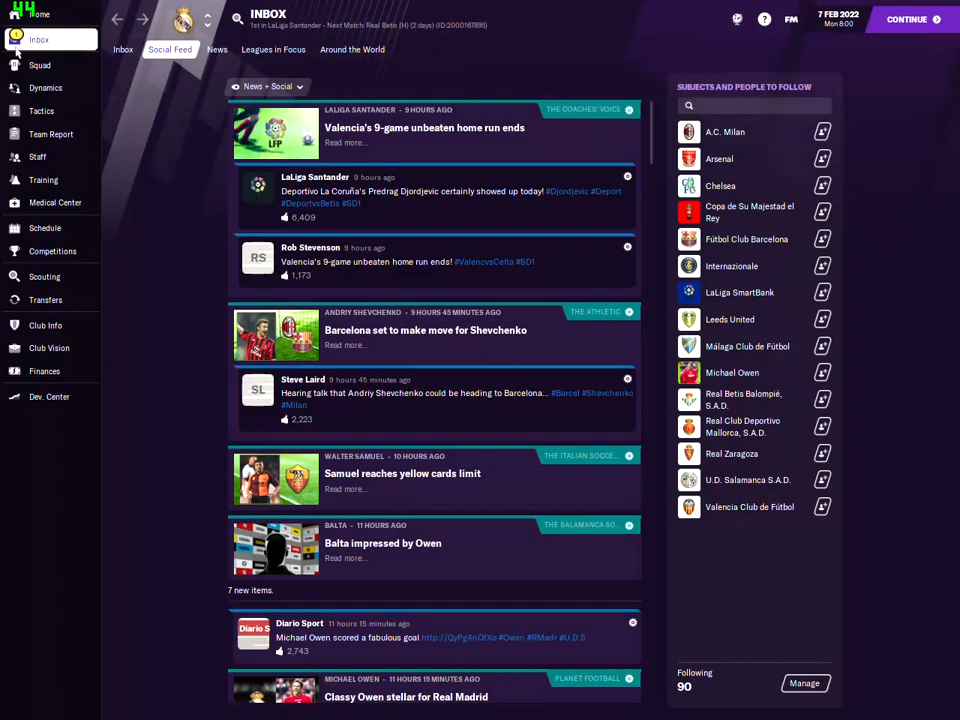 44
Home
INBOX
1st in LaLiga Santander - Next Match: Real Betis (H) (2 days) (ID:2000167895)
?
FM
7 FEB 2022
Mon 8:00
CONTINUE
1
Inbox
Squad
Dynamics
Tactics
Team Report
Staff
Training
Medical Center
Schedule
Competitions
Scouting
Transfers
Club Info
Club Vision
Finances
Dev. Center
Inbox
Social Feed
News
Leagues in Focus
Around the World
News + Social
LALIGA SANTANDER - 9 HOURS AGO
THE COACHES' VOICE
LFP
Valencia's 9-game unbeaten home run ends
Read more...
LaLiga Santander 9 hours ago
Deportivo La Coruña's Predrag Djordjevic certainly showed up today! #Djordjevic #Deport
#DeportvsBetis #SD1
6,409
RS
Rob Stevenson 9 hours ago
Valencia's 9-game unbeaten home run ends! #ValencvsCelta #SD1
1,173
ANDRIY SHEVCHENKO - 9 HOURS 45 MINUTES AGO
THE ATHLETIC
Barcelona set to make move for Shevchenko
Read more...
SL
Steve Laird 9 hours 45 minutes ago
Hearing talk that Andriy Shevchenko could be heading to Barcelona... #Barcel #Shevchenko
#Milan
2,223
WALTER SAMUEL - 10 HOURS AGO
THE ITALIAN SOCCE...
Samuel reaches yellow cards limit
Read more...
BALTA - 11 HOURS AGO
THE SALAMANCA SO...
Balta impressed by Owen
Read more...
7 new items.
Diario S
Diario Sport 11 hours 15 minutes ago
Michael Owen scored a fabulous goal http://QyPg4nOfXo #Owen #RMadr #U.D.S
2,743
MICHAEL OWEN - 11 HOURS 15 MINUTES AGO
PLANET FOOTBALL
Classy Owen stellar for Real Madrid
SUBJECTS AND PEOPLE TO FOLLOW
A.C. Milan
Arsenal
Chelsea
Copa de Su Majestad el
Rey
Fútbol Club Barcelona
Internazionale
LaLiga SmartBank
Leeds United
Málaga Club de Fútbol
Michael Owen
Real Betis Balompié,
S.A.D.
Real Club Deportivo
Mallorca, S.A.D.
Real Zaragoza
U.D. Salamanca S.A.D.
Valencia Club de Fútbol
Following
90
Manage